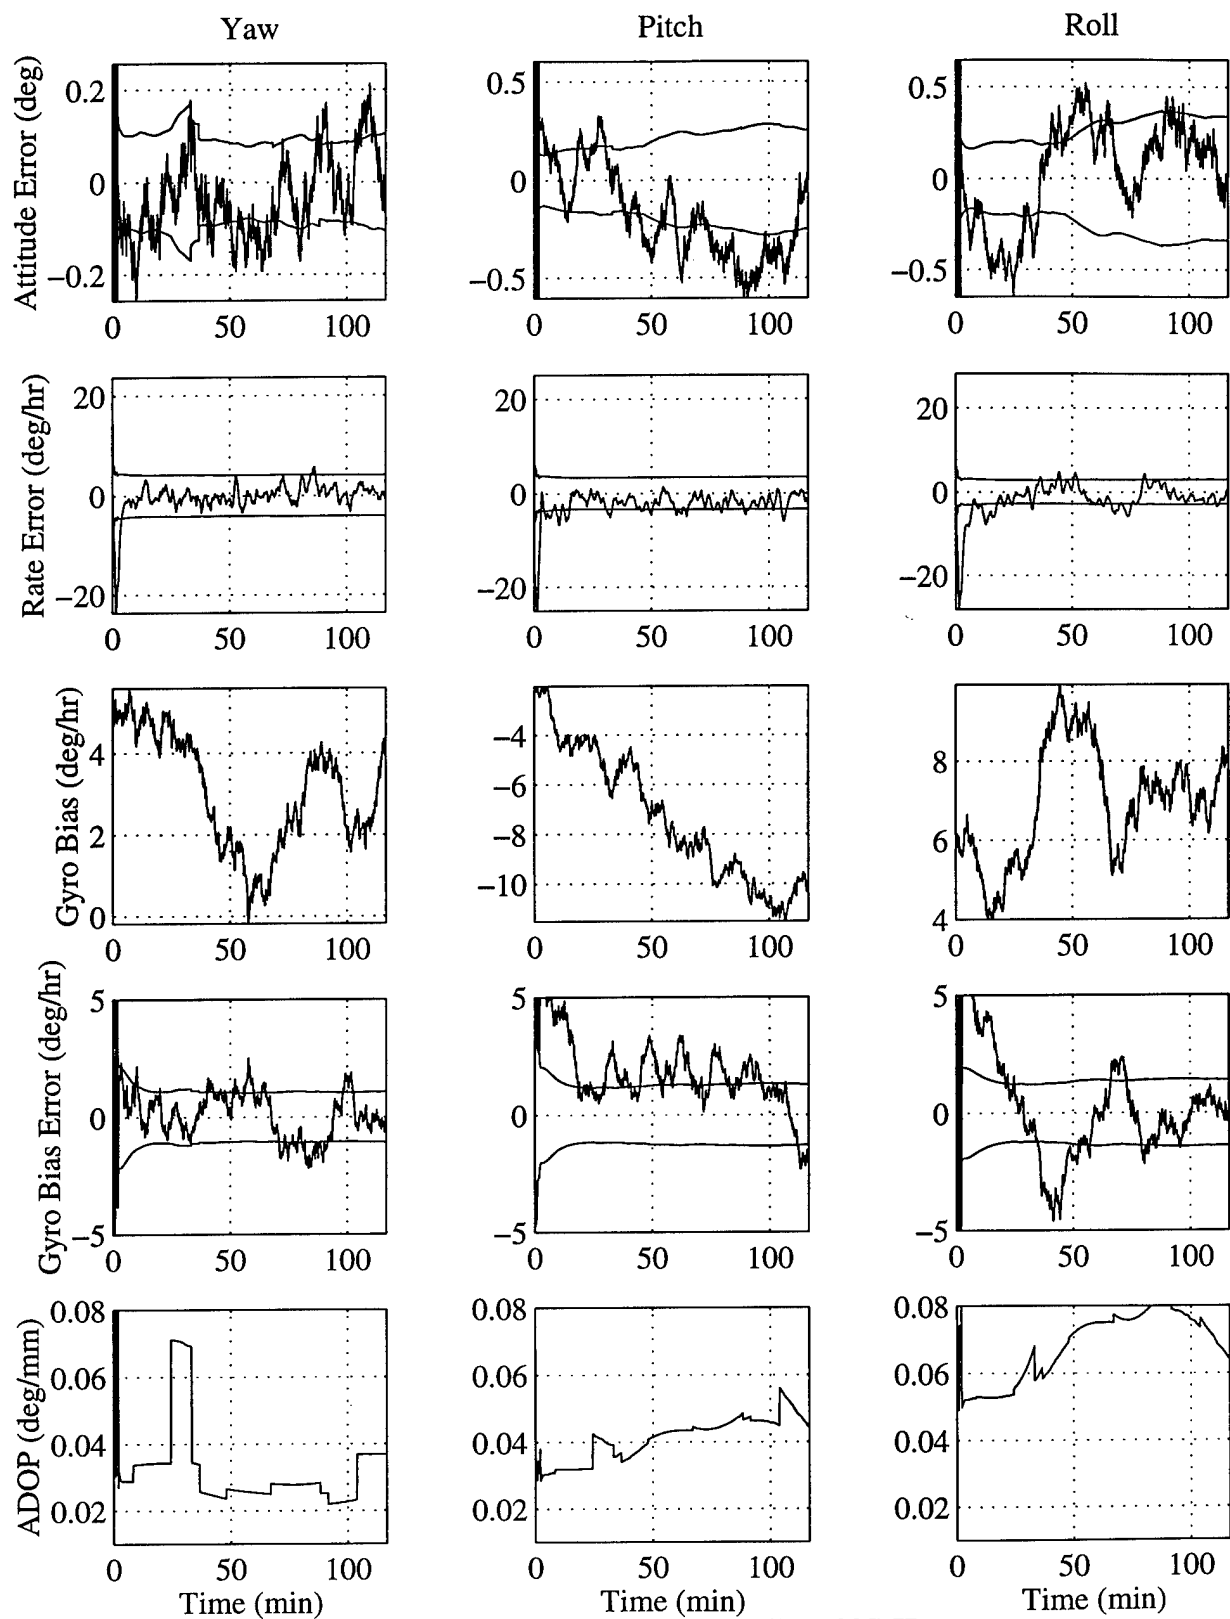 Yaw Pitch Roll
Attitude Error (deg)
0.2
0
−0.2
0 50 100
0.5
0
−0.5
0 50 100
0.5
0
−0.5
0 50 100
Rate Error (deg/hr)
20
0
−20
0 50 100
20
0
−20
0 50 100
20
0
−20
0 50 100
Gyro Bias (deg/hr)
4
2
0
0 50 100
−4
−6
−8
−10
0 50 100
8
6
4
0 50 100
Gyro Bias Error (deg/hr)
5
0
−5
0 50 100
5
0
−5
0 50 100
5
0
−5
0 50 100
ADOP (deg/mm)
0.08
0.06
0.04
0.02
0 50 100
Time (min)
0.08
0.06
0.04
0.02
0 50 100
Time (min)
0.08
0.06
0.04
0.02
0 50 100
Time (min)